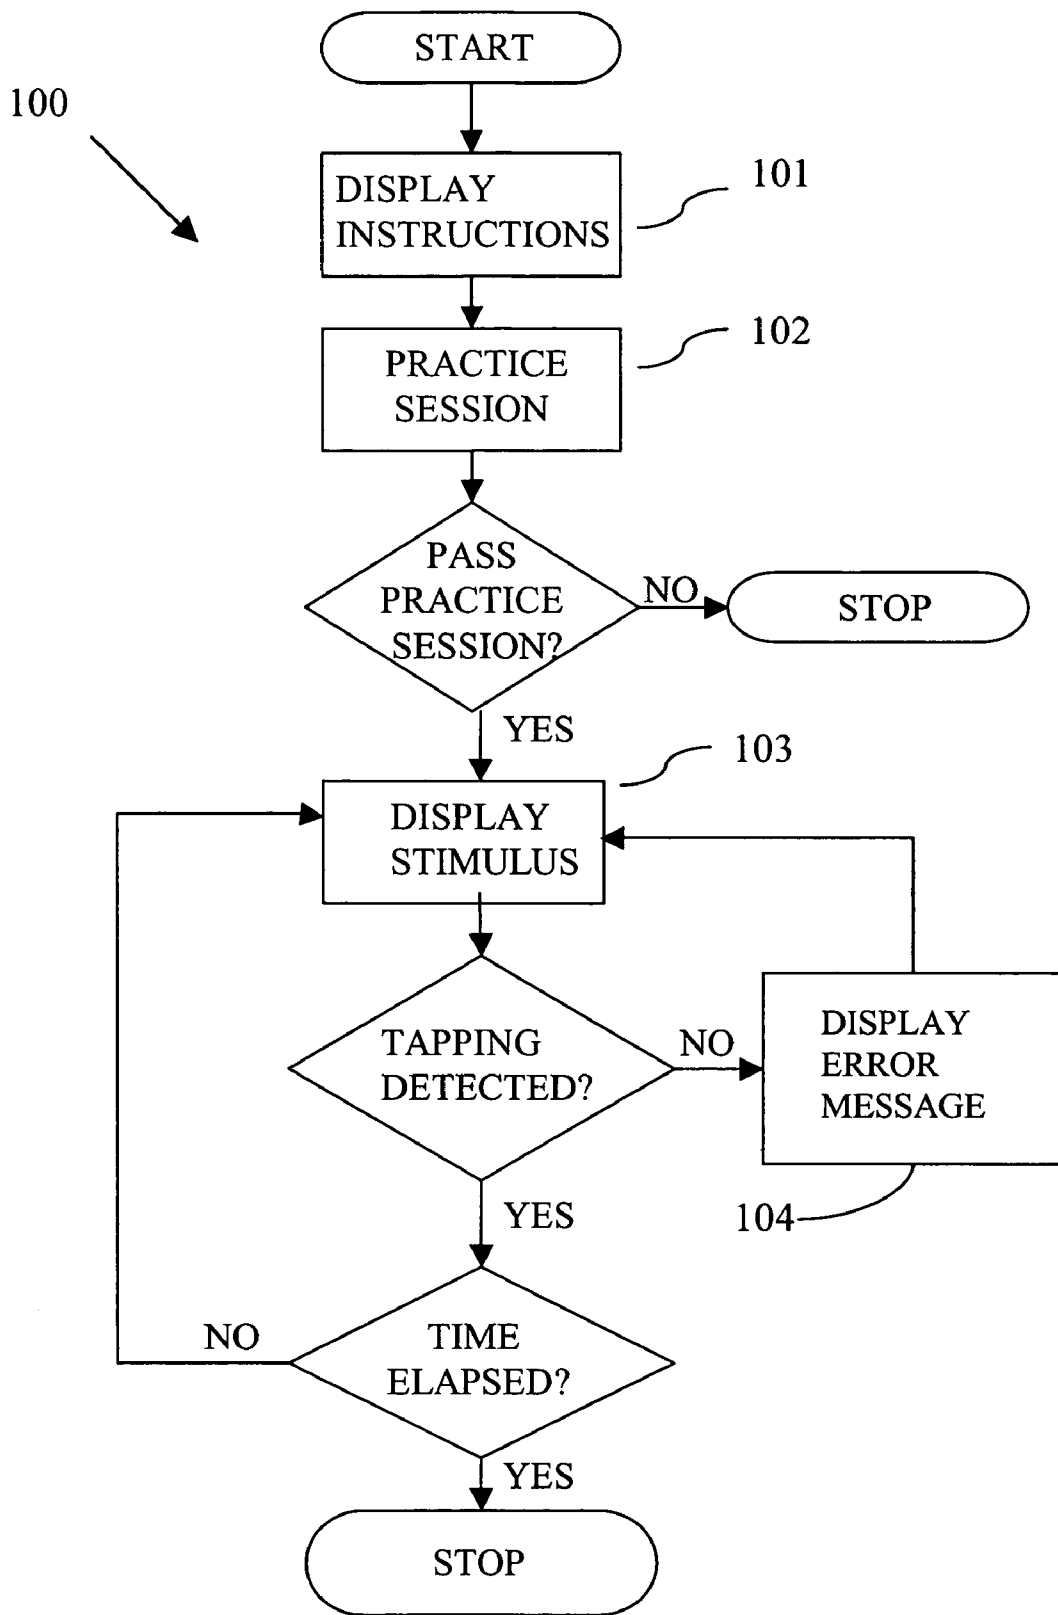 START
100
DISPLAY
INSTRUCTIONS
101
PRACTICE
SESSION
102
PASS
PRACTICE
SESSION?
NO
STOP
YES
103
DISPLAY
STIMULUS
TAPPING
DETECTED?
NO
DISPLAY
ERROR
MESSAGE
104
YES
TIME
ELAPSED?
NO
YES
STOP